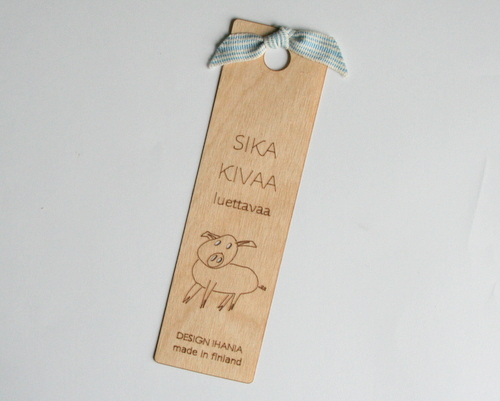 SIKA
KIVAA
luettavaa
DESIGN IHANIA
made in finland